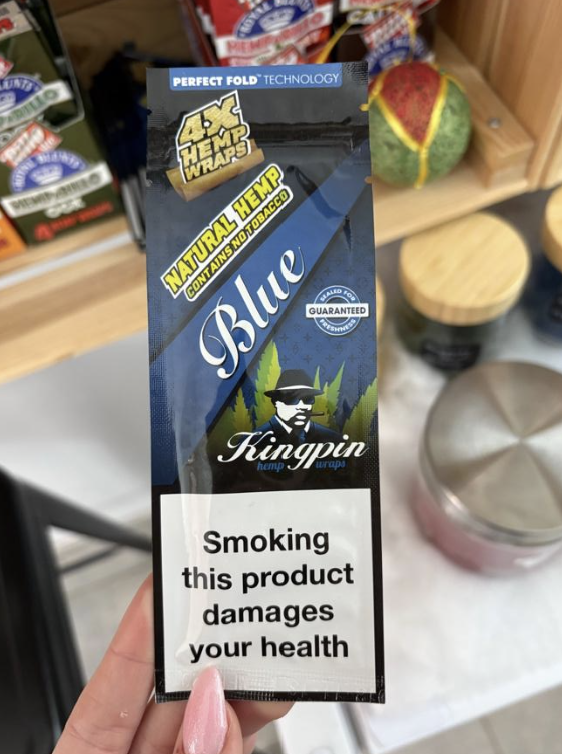 PERFECT FOLD™ TECHNOLOGY
4X
HEMP
WRAPS
NATURAL HEMP
CONTAINS NO TOBACCO
Blue
SEALED FOR
GUARANTEED
FRESHNESS
Kingpin
hemp wraps
Smoking
this product
damages
your health